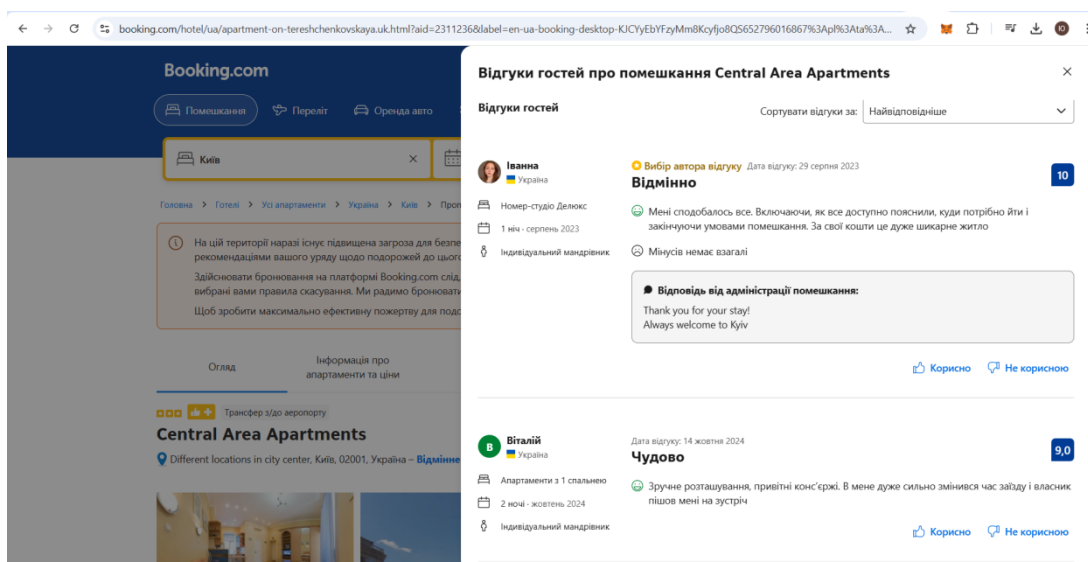 booking.com/hotel/ua/apartment-on-tereshchenkovskaya.uk.html?aid=2311236&label=en-ua-booking-desktop-KJCYyEbYFzyMm8Kcyfjo8QS652796016867%3Apl%3Ata%3A...
Booking.com
Помешкання
Переліт
Оренда авто
Київ
Головна > Готелі > Усі апартаменти > Україна > Київ >
На цій території наразі існує підвищена загроза для
рекомендаціями вашого уряду щодо подорожей до
Здійснювати бронювання на платформі Booking.com слід,
вибрані вами правила скасування. Ми радимо
Щоб зробити максимально ефективну пожертву для
Огляд
Інформація про
апартаменти та ціни
Трансфер з/до аеропорту
Central Area Apartments
Different locations in city center, Київ, 02001, Україна – Відмінне
Відгуки гостей про помешкання Central Area Apartments
Відгуки гостей
Сортувати відгуки за: Найвідповідніше
Іванна
Україна
Номер-студіо Делюкс
1 ніч · серпень 2023
Індивідуальний мандрівник
Вибір автора відгуку Дата відгуку: 29 серпня 2023
Відмінно
10
Мені сподобалось все. Включаючи, як все доступно пояснили, куди потрібно йти і
закінчуючи умовами помешкання. За свої кошти це дуже шикарне житло
Мінусів немає взагалі
Відповідь від адміністрації помешкання:
Thank you for your stay!
Always welcome to Kyiv
Корисно Не корисною
В
Віталій
Україна
Апартаменти з 1 спальнею
2 ночі · жовтень 2024
Індивідуальний мандрівник
Дата відгуку: 14 жовтня 2024
Чудово
9,0
Зручне розташування, привітні конс'єржі. В мене дуже сильно змінився час заїзду і власник
пішов мені на зустріч
Корисно Не корисною